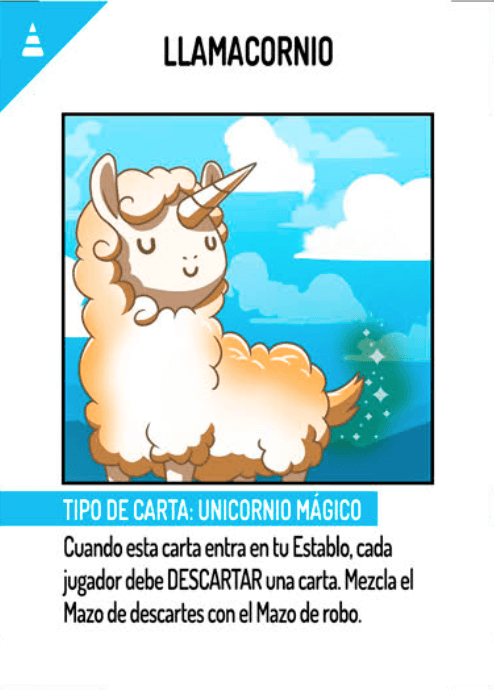 LLAMACORNIO
TIPO DE CARTA: UNICORNIO MÁGICO
Cuando esta carta entra en tu Establo, cada
jugador debe DESCARTAR una carta. Mezcla el
Mazo de descartes con el Mazo de robo.